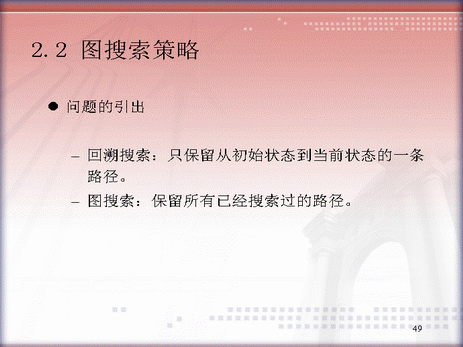 2.2 图搜索策略
● 问题的引出
– 回溯搜索：只保留从初始状态到当前状态的一条
路径。
– 图搜索：保留所有已经搜索过的路径。
49